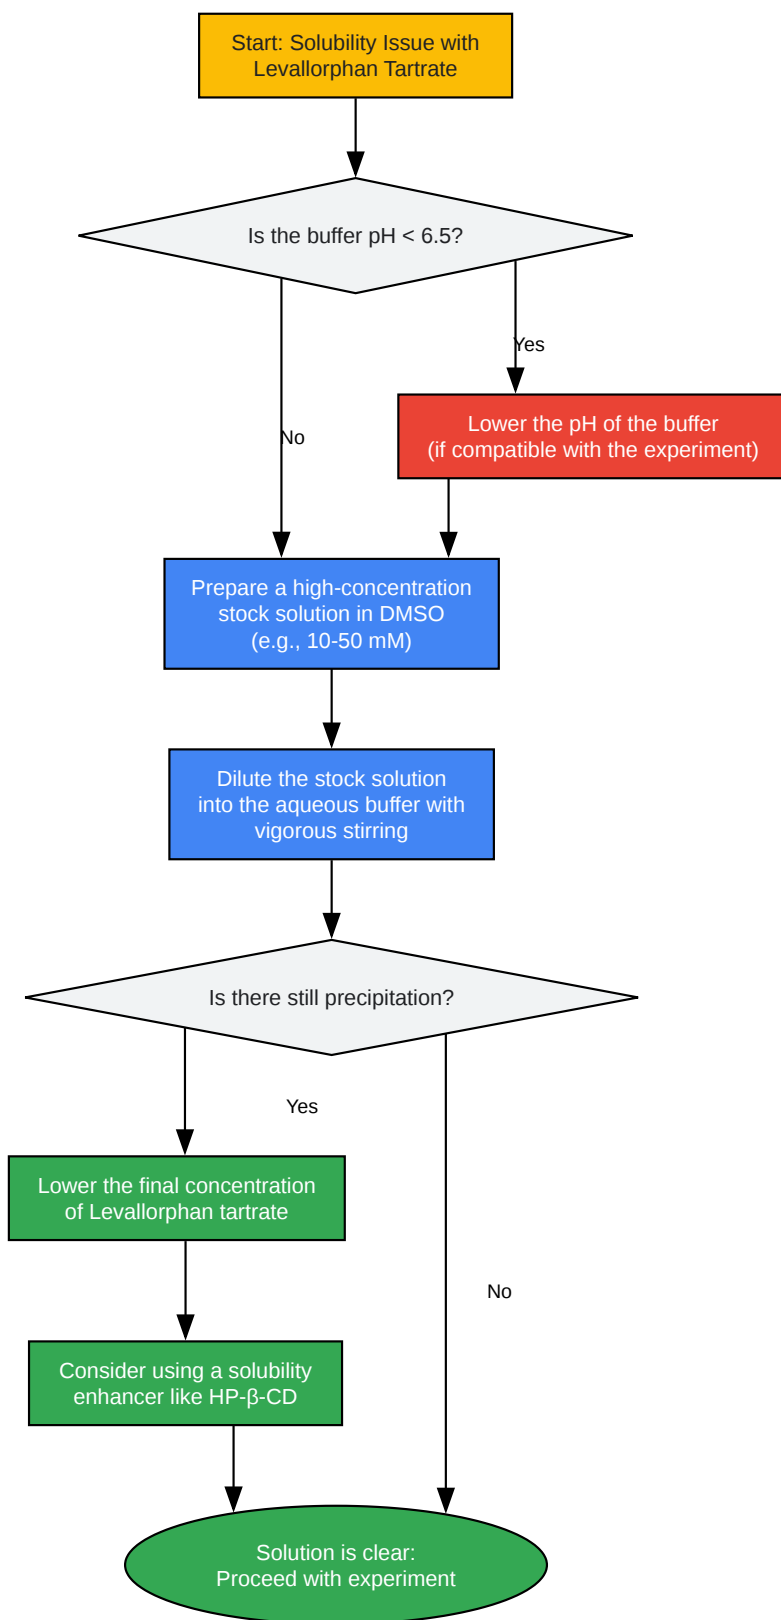 Start: Solubility Issue with
Levallorphan Tartrate
Is the buffer pH < 6.5?
Yes
Lower the pH of the buffer
(if compatible with the experiment)
No
Prepare a high-concentration
stock solution in DMSO
(e.g., 10-50 mM)
Dilute the stock solution
into the aqueous buffer with
vigorous stirring
Is there still precipitation?
Yes
Lower the final concentration
of Levallorphan tartrate
No
Consider using a solubility
enhancer like HP-β-CD
Solution is clear:
Proceed with experiment